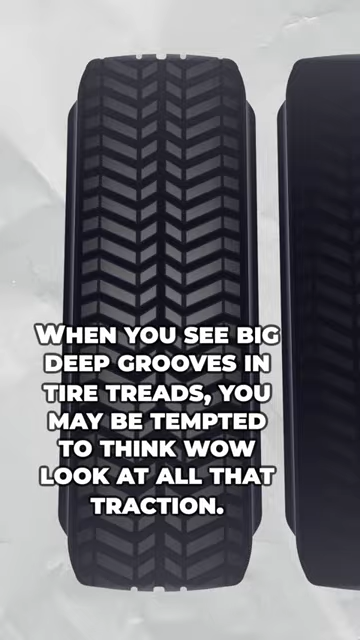 WHEN YOU SEE BIG
DEEP GROOVES IN
TIRE TREADS, YOU
MAY BE TEMPTED
TO THINK WOW
LOOK AT ALL THAT
TRACTION.